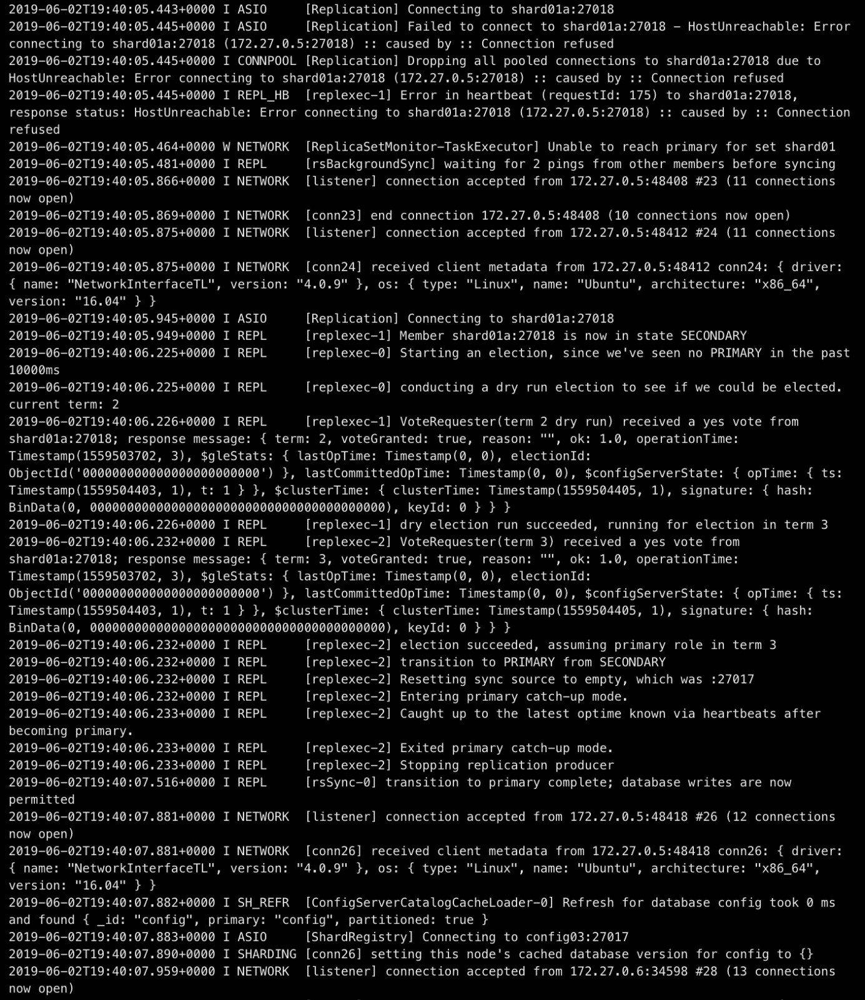 2019-06-02T19:40:05.443+0000 I ASIO     [Replication] Connecting to shard01a:27018
2019-06-02T19:40:05.445+0000 I ASIO     [Replication] Failed to connect to shard01a:27018 - HostUnreachable: Error
connecting to shard01a:27018 (172.27.0.5:27018) :: caused by :: Connection refused
2019-06-02T19:40:05.445+0000 I CONNPOOL [Replication] Dropping all pooled connections to shard01a:27018 due to
HostUnreachable: Error connecting to shard01a:27018 (172.27.0.5:27018) :: caused by :: Connection refused
2019-06-02T19:40:05.445+0000 I REPL_HB  [replexec-1] Error in heartbeat (requestId: 175) to shard01a:27018,
response status: HostUnreachable: Error connecting to shard01a:27018 (172.27.0.5:27018) :: caused by :: Connection
refused
2019-06-02T19:40:05.464+0000 W NETWORK  [ReplicaSetMonitor-TaskExecutor] Unable to reach primary for set shard01
2019-06-02T19:40:05.481+0000 I REPL     [rsBackgroundSync] waiting for 2 pings from other members before syncing
2019-06-02T19:40:05.866+0000 I NETWORK  [listener] connection accepted from 172.27.0.5:48408 #23 (11 connections
now open)
2019-06-02T19:40:05.869+0000 I NETWORK  [conn23] end connection 172.27.0.5:48408 (10 connections now open)
2019-06-02T19:40:05.875+0000 I NETWORK  [listener] connection accepted from 172.27.0.5:48412 #24 (11 connections
now open)
2019-06-02T19:40:05.875+0000 I NETWORK  [conn24] received client metadata from 172.27.0.5:48412 conn24: { driver:
{ name: "NetworkInterfaceTL", version: "4.0.9" }, os: { type: "Linux", name: "Ubuntu", architecture: "x86_64",
version: "16.04" } }
2019-06-02T19:40:05.945+0000 I ASIO     [Replication] Connecting to shard01a:27018
2019-06-02T19:40:05.949+0000 I REPL     [replexec-1] Member shard01a:27018 is now in state SECONDARY
2019-06-02T19:40:06.225+0000 I REPL     [replexec-0] Starting an election, since we've seen no PRIMARY in the past
10000ms
2019-06-02T19:40:06.225+0000 I REPL     [replexec-0] conducting a dry run election to see if we could be elected.
current term: 2
2019-06-02T19:40:06.226+0000 I REPL     [replexec-1] VoteRequester(term 2 dry run) received a yes vote from
shard01a:27018; response message: { term: 2, voteGranted: true, reason: "", ok: 1.0, operationTime:
Timestamp(1559503702, 3), $gleStats: { lastOpTime: Timestamp(0, 0), electionId:
ObjectId('000000000000000000000000') }, lastCommittedOpTime: Timestamp(0, 0), $configServerState: { opTime: { ts:
Timestamp(1559504403, 1), t: 1 } }, $clusterTime: { clusterTime: Timestamp(1559504405, 1), signature: { hash:
BinData(0, 0000000000000000000000000000000000000000), keyId: 0 } } }
2019-06-02T19:40:06.226+0000 I REPL     [replexec-1] dry election run succeeded, running for election in term 3
2019-06-02T19:40:06.232+0000 I REPL     [replexec-2] VoteRequester(term 3) received a yes vote from
shard01a:27018; response message: { term: 3, voteGranted: true, reason: "", ok: 1.0, operationTime:
Timestamp(1559503702, 3), $gleStats: { lastOpTime: Timestamp(0, 0), electionId:
ObjectId('000000000000000000000000') }, lastCommittedOpTime: Timestamp(0, 0), $configServerState: { opTime: { ts:
Timestamp(1559504403, 1), t: 1 } }, $clusterTime: { clusterTime: Timestamp(1559504405, 1), signature: { hash:
BinData(0, 0000000000000000000000000000000000000000), keyId: 0 } } }
2019-06-02T19:40:06.232+0000 I REPL     [replexec-2] election succeeded, assuming primary role in term 3
2019-06-02T19:40:06.232+0000 I REPL     [replexec-2] transition to PRIMARY from SECONDARY
2019-06-02T19:40:06.232+0000 I REPL     [replexec-2] Resetting sync source to empty, which was :27017
2019-06-02T19:40:06.232+0000 I REPL     [replexec-2] Entering primary catch-up mode.
2019-06-02T19:40:06.233+0000 I REPL     [replexec-2] Caught up to the latest optime known via heartbeats after
becoming primary.
2019-06-02T19:40:06.233+0000 I REPL     [replexec-2] Exited primary catch-up mode.
2019-06-02T19:40:06.233+0000 I REPL     [replexec-2] Stopping replication producer
2019-06-02T19:40:07.516+0000 I REPL     [rsSync-0] transition to primary complete; database writes are now
permitted
2019-06-02T19:40:07.881+0000 I NETWORK  [listener] connection accepted from 172.27.0.5:48418 #26 (12 connections
now open)
2019-06-02T19:40:07.881+0000 I NETWORK  [conn26] received client metadata from 172.27.0.5:48418 conn26: { driver:
{ name: "NetworkInterfaceTL", version: "4.0.9" }, os: { type: "Linux", name: "Ubuntu", architecture: "x86_64",
version: "16.04" } }
2019-06-02T19:40:07.882+0000 I SH_REFR  [ConfigServerCatalogCacheLoader-0] Refresh for database config took 0 ms
and found { _id: "config", primary: "config", partitioned: true }
2019-06-02T19:40:07.883+0000 I ASIO     [ShardRegistry] Connecting to config03:27017
2019-06-02T19:40:07.890+0000 I SHARDING [conn26] setting this node's cached database version for config to {}
2019-06-02T19:40:07.959+0000 I NETWORK  [listener] connection accepted from 172.27.0.6:34598 #28 (13 connections
now open)